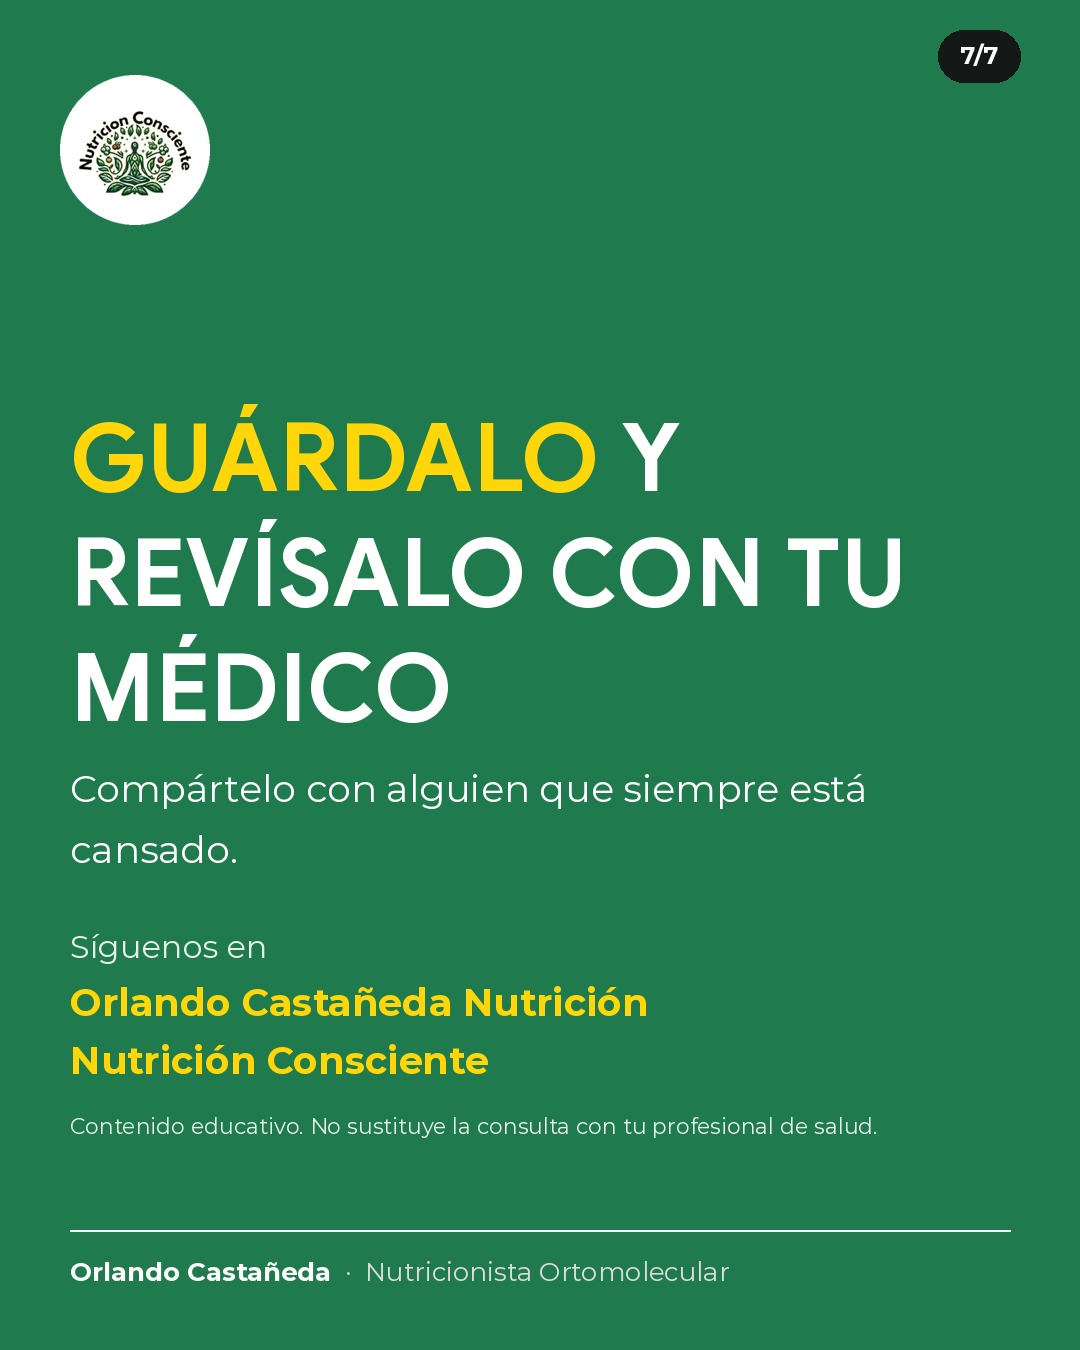 7/7
Nutricion Consciente
GUÁRDALO Y
REVÍSALO CON TU
MÉDICO
Compártelo con alguien que siempre está
cansado.
Síguenos en
Orlando Castañeda Nutrición
Nutrición Consciente
Contenido educativo. No sustituye la consulta con tu profesional de salud.
Orlando Castañeda · Nutricionista Ortomolecular